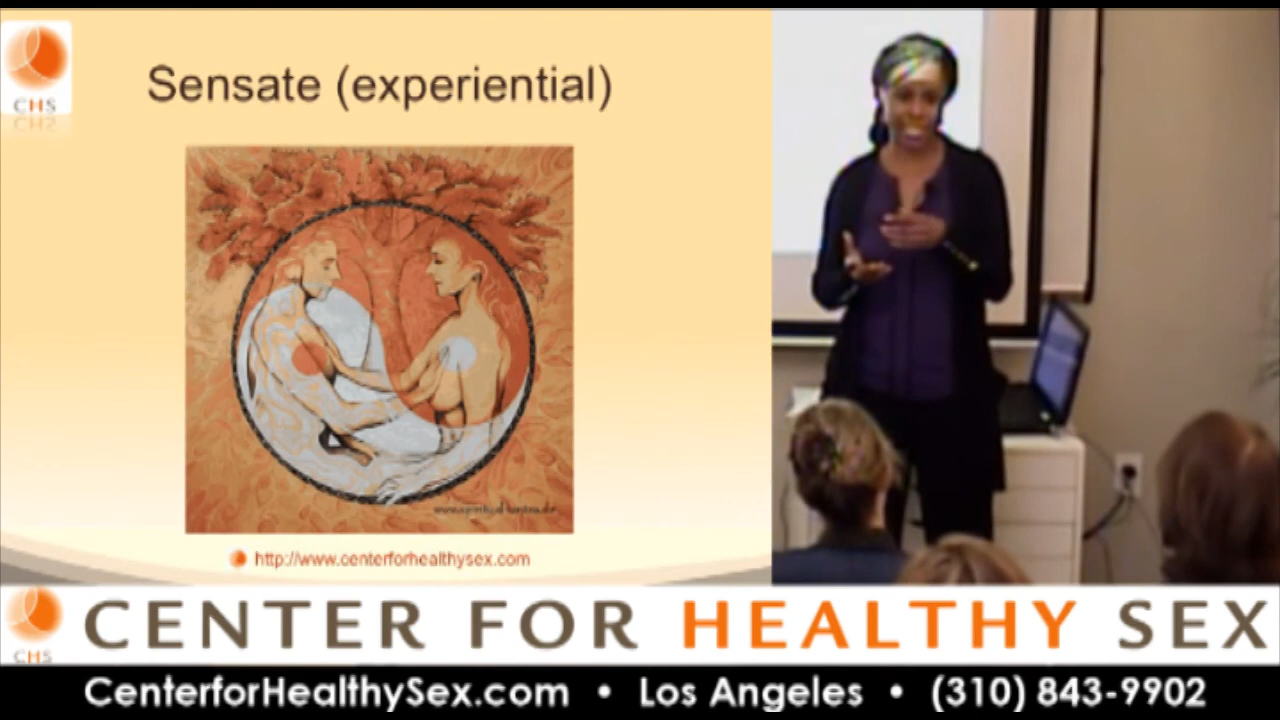 CHS
Sensate (experiential)
http://www.centerforhealthysex.com
CHS
CENTER FOR HEALTHY SEX
CenterforHealthySex.com • Los Angeles • (310) 843-9902